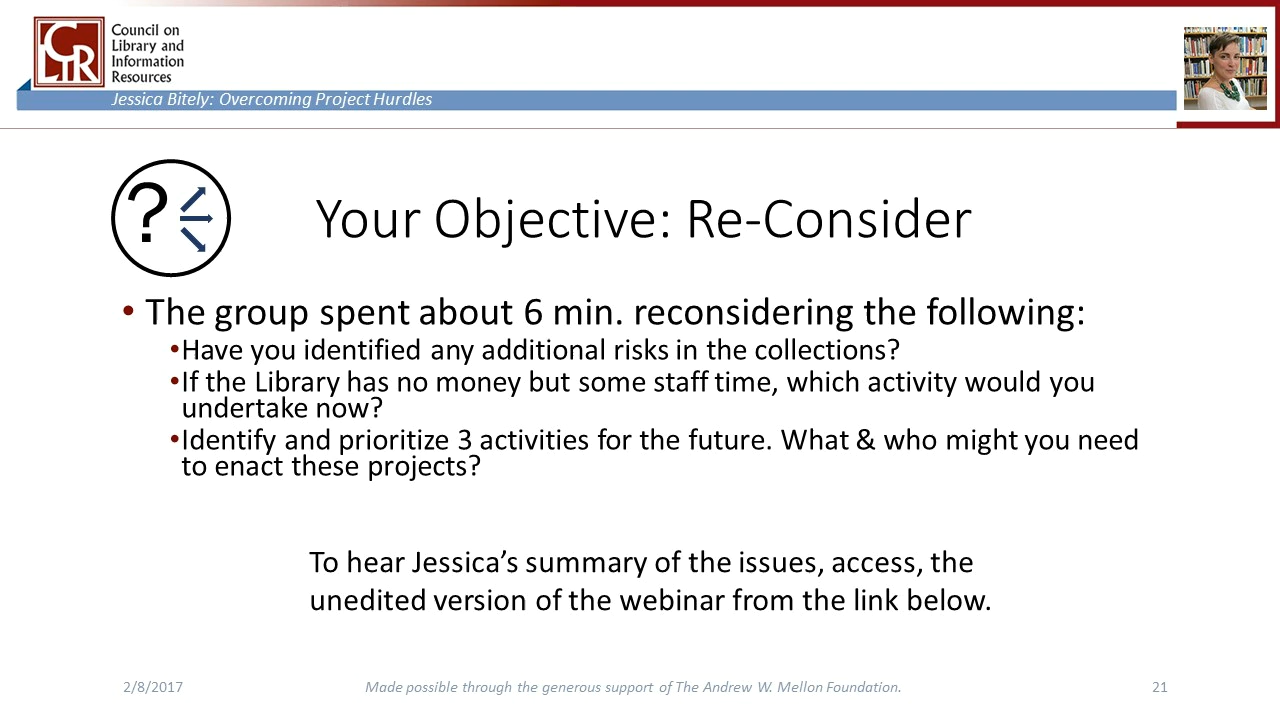 CLIR
Council on
Library and
Information
Resources
Jessica Bitely: Overcoming Project Hurdles
?
Your Objective: Re-Consider
• The group spent about 6 min. reconsidering the following:
•Have you identified any additional risks in the collections?
•If the Library has no money but some staff time, which activity would you
undertake now?
•Identify and prioritize 3 activities for the future. What & who might you need
to enact these projects?
To hear Jessica’s summary of the issues, access, the
unedited version of the webinar from the link below.
2/8/2017
Made possible through the generous support of The Andrew W. Mellon Foundation.
21